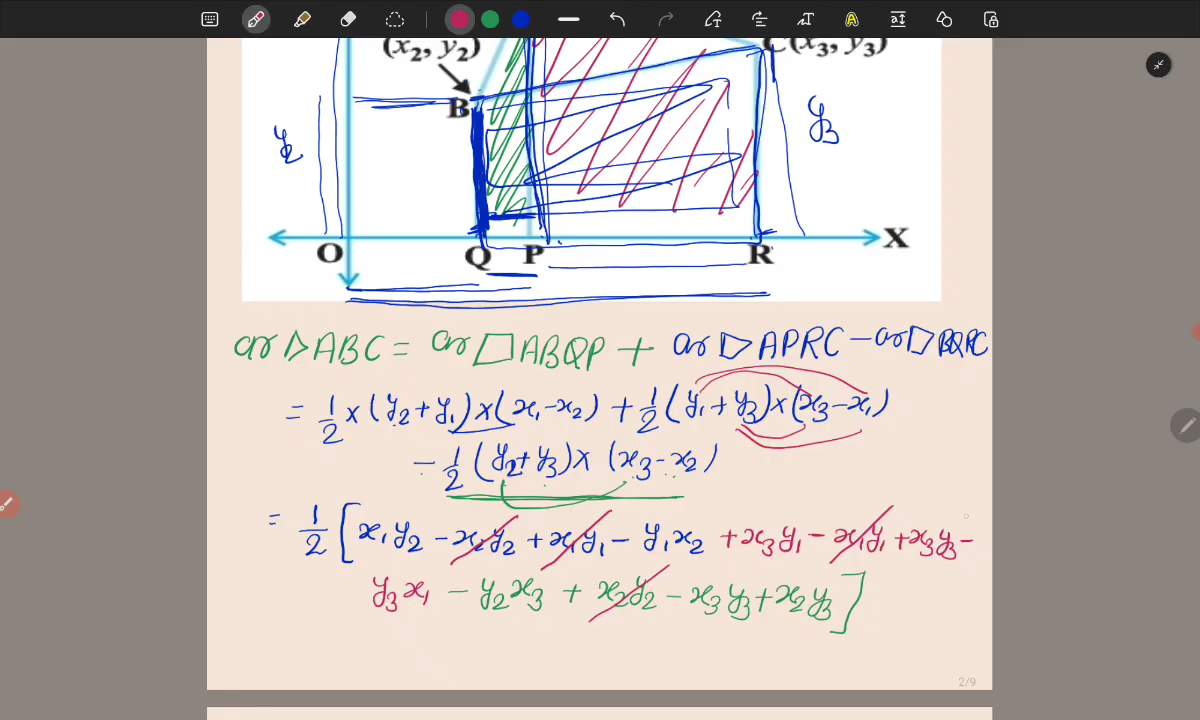 (x₂, y₂)
C(x₃, y₃)
B
y₂
y₃
O
Q
P
R
X
ar △ABC = ar □ABQP + ar ▷ APRC - ar ▷ BQRC
= 1/2 × (y₂+y₁) × (x₁-x₂) + 1/2 (y₁+y₃) × (x₃-x₁)
- 1/2 (y₂+y₃) × (x₃-x₂)
= 1/2 [x₁y₂ - x₂y₂ + x₁y₁ - y₁x₂ + x₃y₁ - x₁y₁ + x₃y₃ -
y₃x₁ - y₂x₃ + x₂y₂ - x₃y₃ + x₂y₃]
2/9